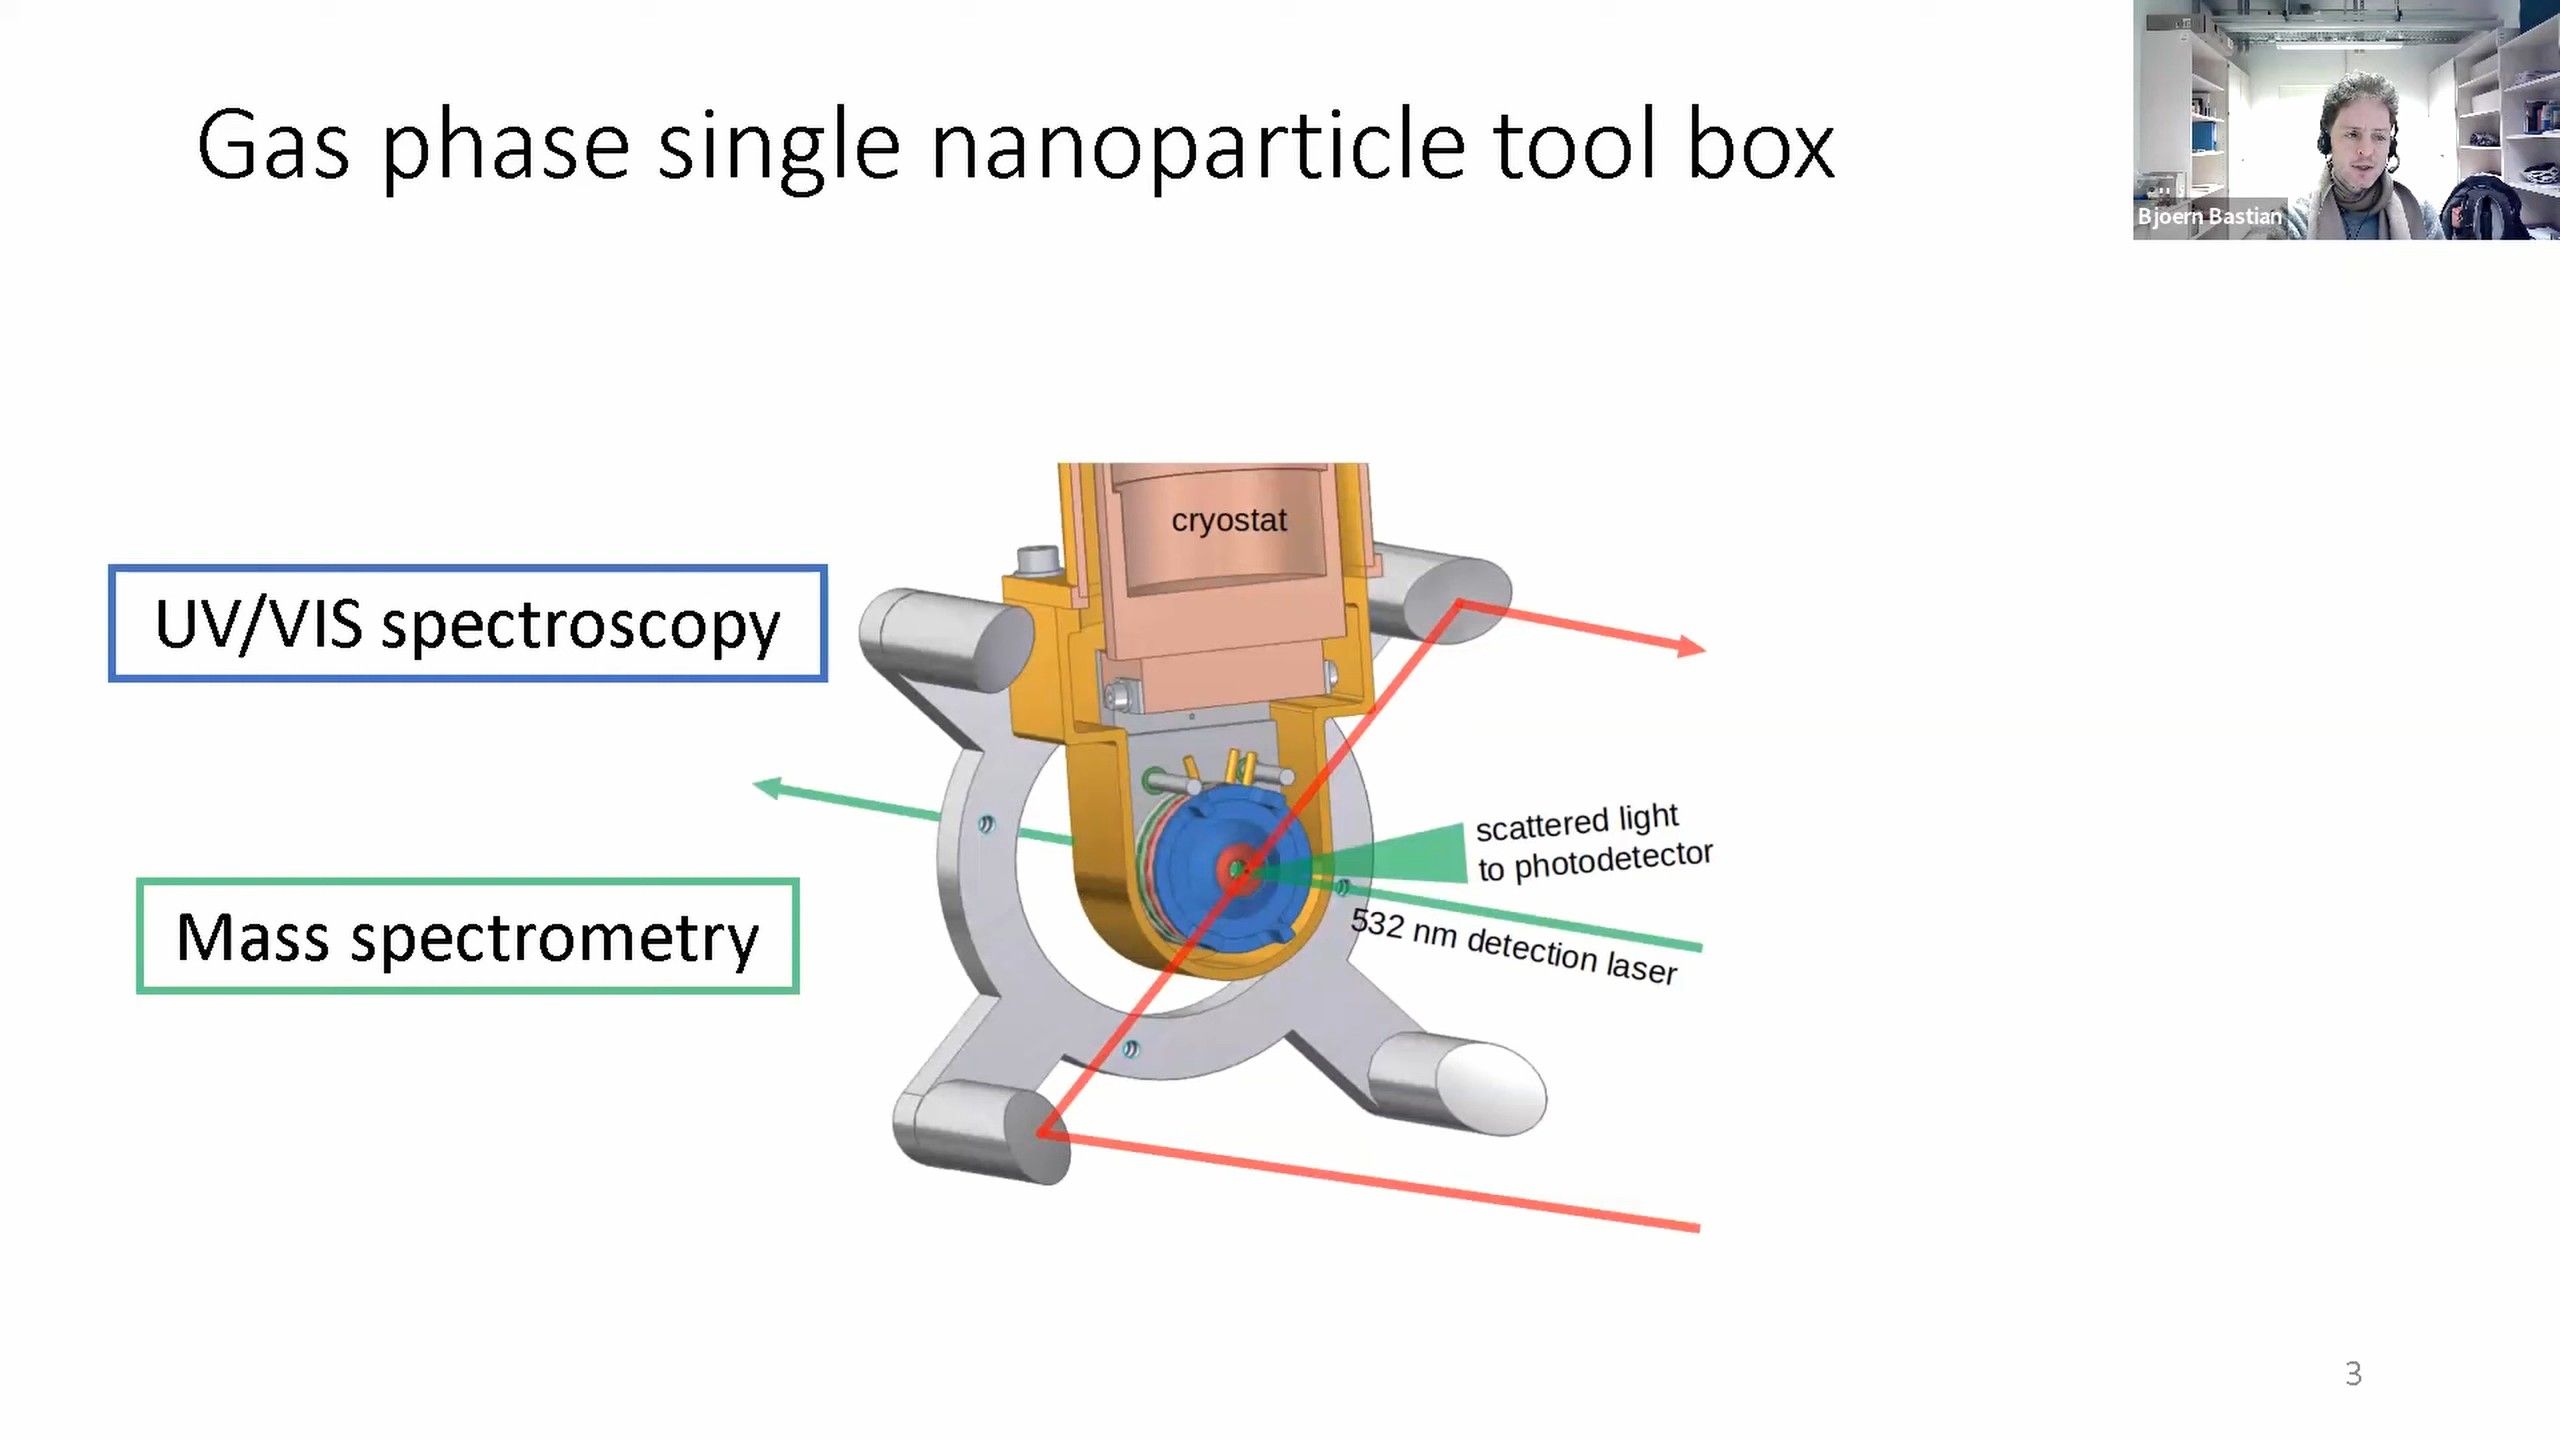 Gas phase single nanoparticle tool box
Bjoern Bastian
cryostat
UV/VIS spectroscopy
scattered light
to photodetector
Mass spectrometry
532 nm detection laser
3